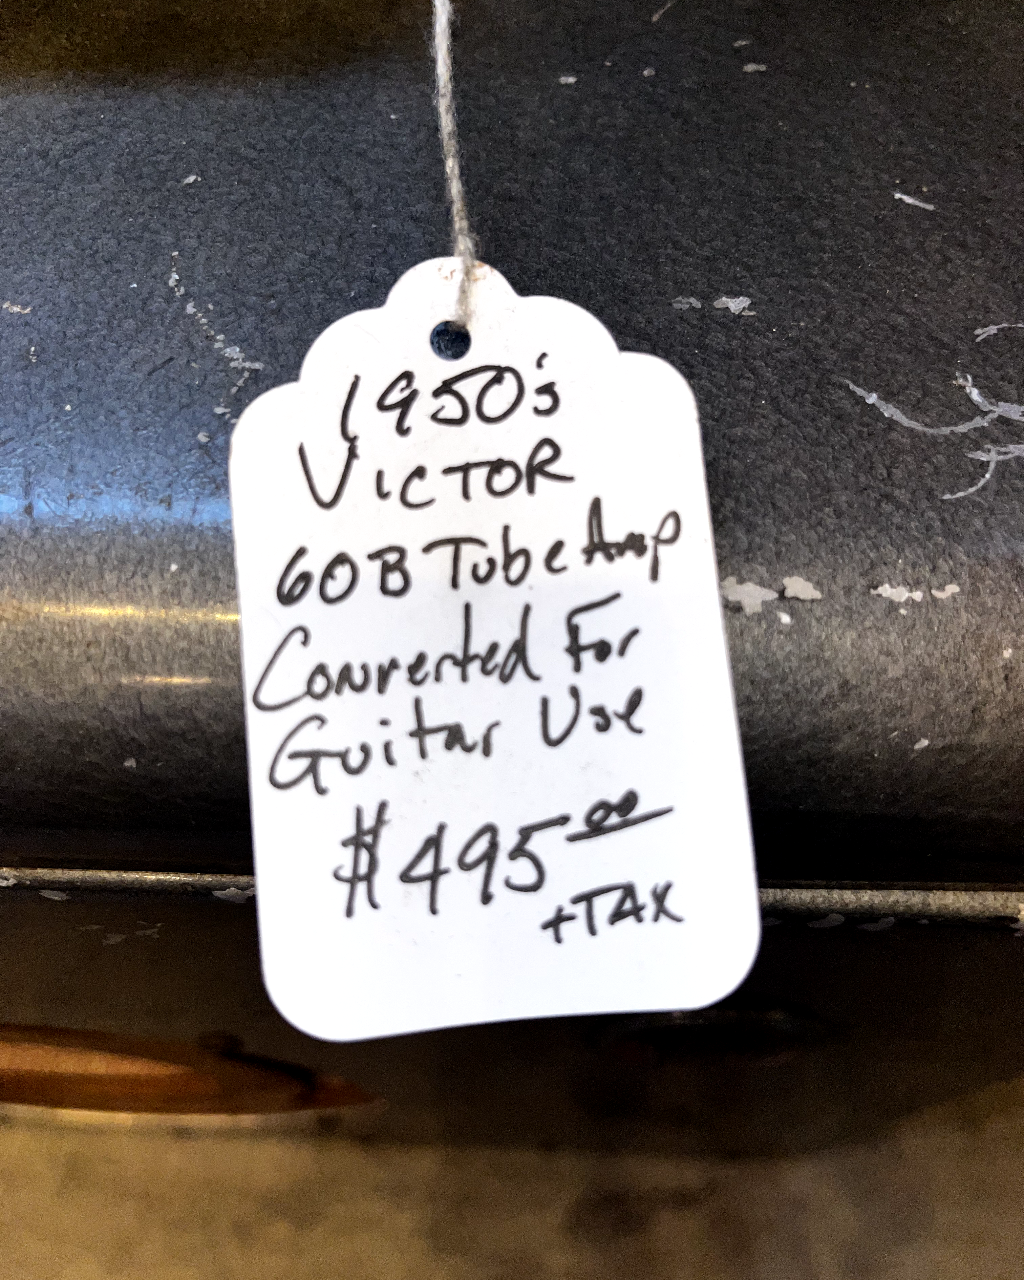 1950's
VICTOR
60B Tube Amp
Converted For
Guitar Use
$495.00
+TAX